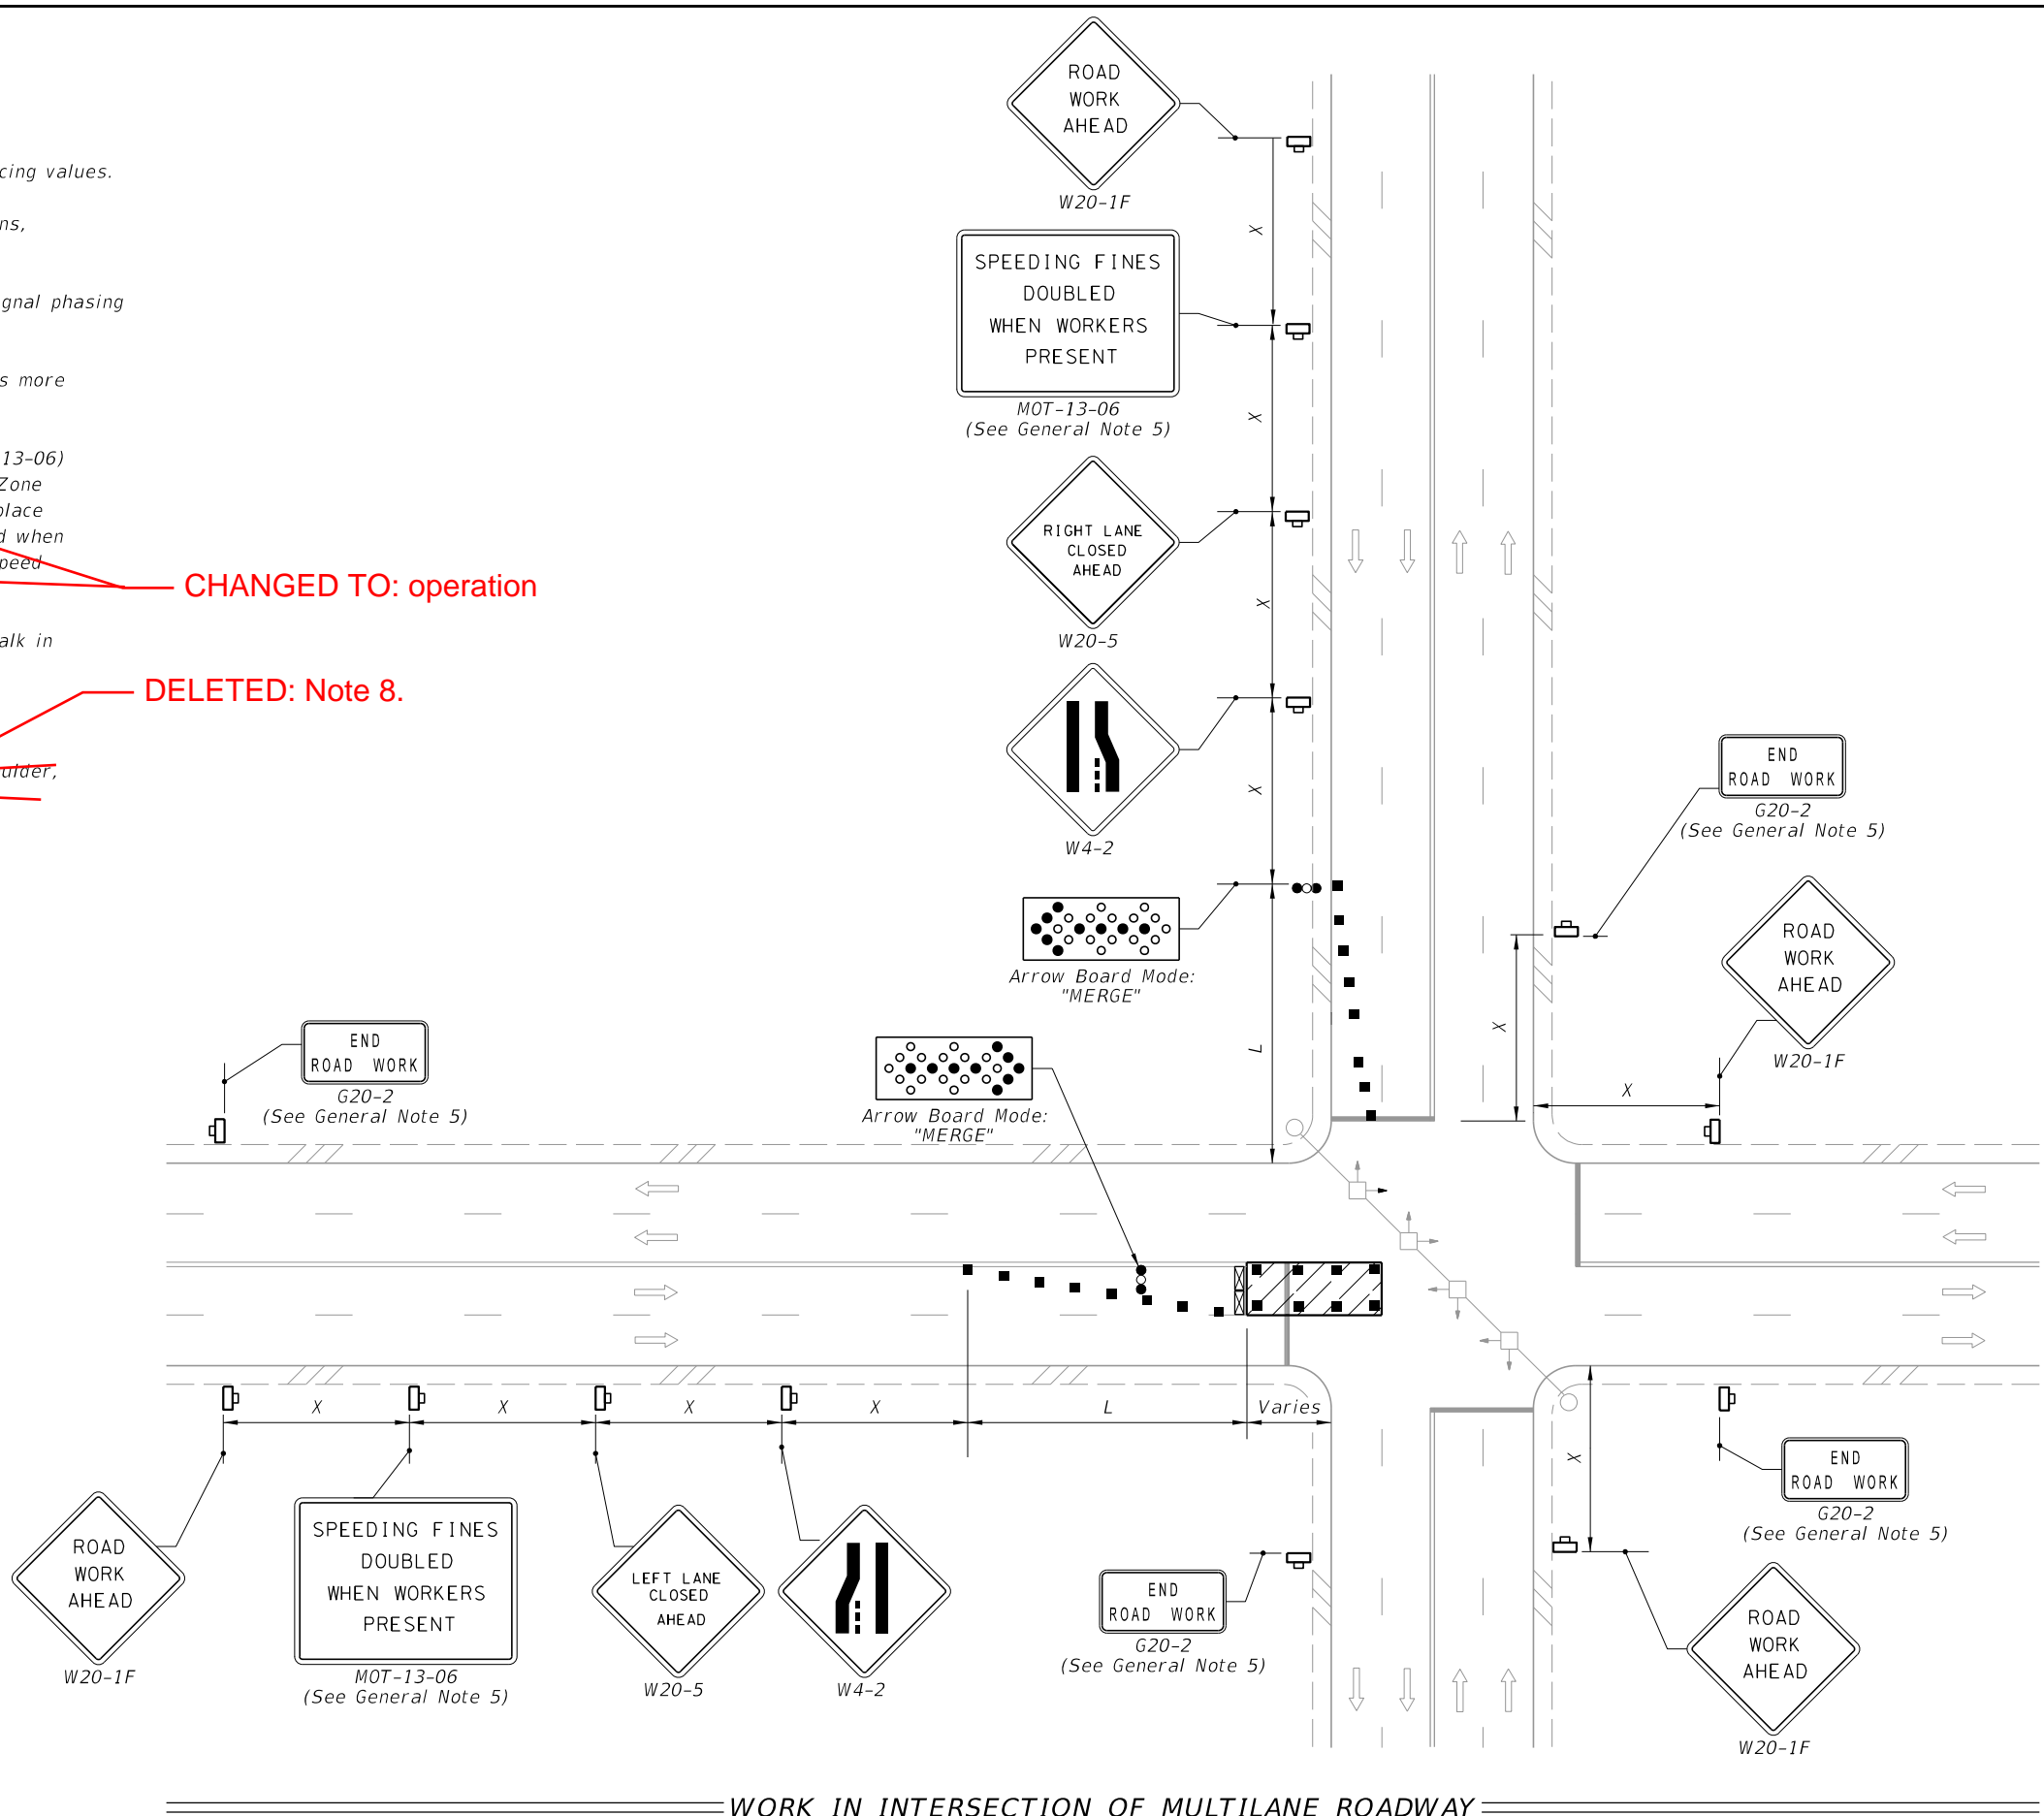 cing values.
ns,
gnal phasing
s more
13-06)
Zone
place
d when
peed
CHANGED TO: operation
alk in
DELETED: Note 8.
ulder,
ROAD
WORK
AHEAD
W20-1F
X
SPEEDING FINES
DOUBLED
WHEN WORKERS
PRESENT
MOT-13-06
(See General Note 5)
X
RIGHT LANE
CLOSED
AHEAD
W20-5
X
W4-2
X
Arrow Board Mode:
"MERGE"
L
END
ROAD WORK
G20-2
(See General Note 5)
X
ROAD
WORK
AHEAD
W20-1F
X
END
ROAD WORK
G20-2
(See General Note 5)
Arrow Board Mode:
"MERGE"
X
X
X
X
L
Varies
X
ROAD
WORK
AHEAD
W20-1F
SPEEDING FINES
DOUBLED
WHEN WORKERS
PRESENT
MOT-13-06
(See General Note 5)
LEFT LANE
CLOSED
AHEAD
W20-5
W4-2
END
ROAD WORK
G20-2
(See General Note 5)
END
ROAD WORK
G20-2
(See General Note 5)
ROAD
WORK
AHEAD
W20-1F
WORK IN INTERSECTION OF MULTILANE ROADWAY